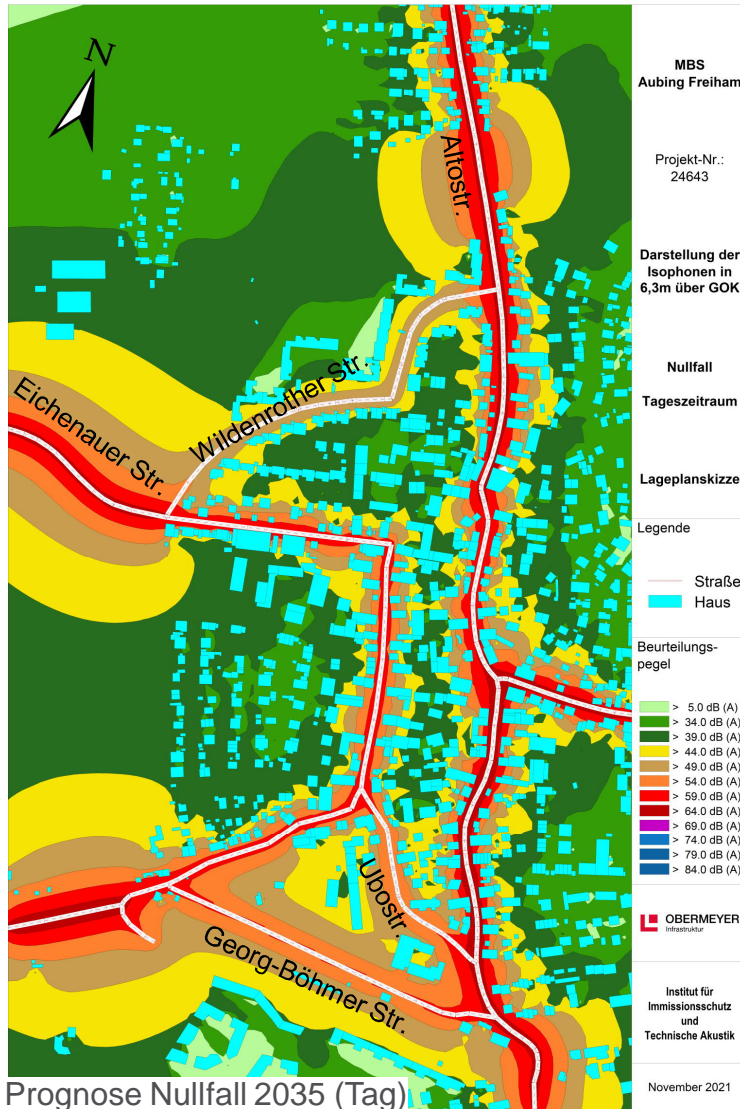 N
Altostr.
Wildenrother Str.
Eichenauer Str.
Ubostr.
Georg-Böhmer Str.
Prognose Nullfall 2035 (Tag)
MBS
Aubing Freiham
Projekt-Nr.:
24643
Darstellung der
Isophonen in
6,3m über GOK
Nullfall
Tageszeitraum
Lageplanskizze
Legende
Straße
Haus
Beurteilungs-
pegel
> 5.0 dB (A)
> 34.0 dB (A)
> 39.0 dB (A)
> 44.0 dB (A)
> 49.0 dB (A)
> 54.0 dB (A)
> 59.0 dB (A)
> 64.0 dB (A)
> 69.0 dB (A)
> 74.0 dB (A)
> 79.0 dB (A)
> 84.0 dB (A)
OBERMEYER
Infrastruktur
Institut für
Immissionsschutz
und
Technische Akustik
November 2021